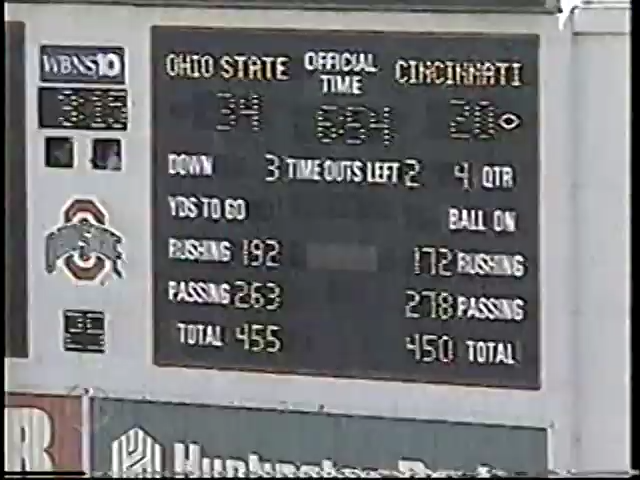 WBNS10
OHIO STATE OFFICIAL TIME CINCINNATI
34 6:54 20
DOWN 3 TIME OUTS LEFT 2 4 QTR
YDS TO GO BALL ON
RUSHING 192 172 RUSHING
PASSING 263 278 PASSING
TOTAL 455 450 TOTAL
R